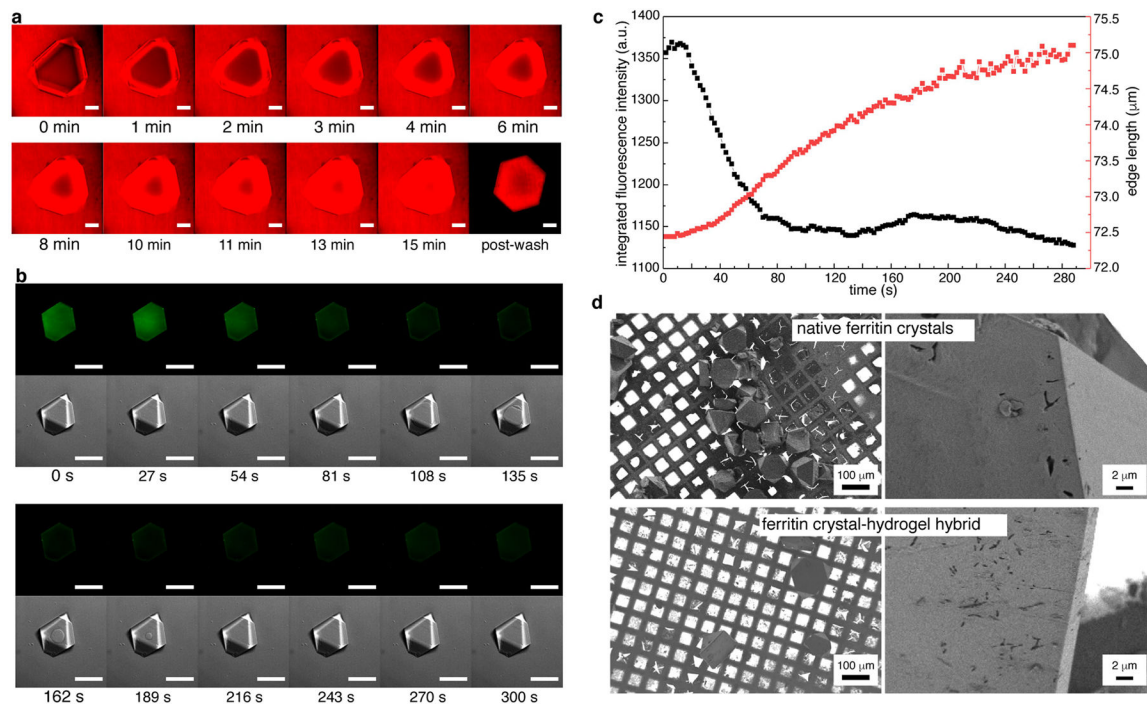 a
0 min 1 min 2 min 3 min 4 min 6 min
8 min 10 min 11 min 13 min 15 min post-wash
b
0 s 27 s 54 s 81 s 108 s 135 s
162 s 189 s 216 s 243 s 270 s 300 s
c
integrated fluorescence intensity (a.u.)
1400
1350
1300
1250
1200
1150
1100
75.5
75.0
74.5
74.0
73.5
73.0
72.5
72.0
edge length (μm)
0 40 80 120 160 200 240 280
time (s)
d
native ferritin crystals
100 μm 2 μm
ferritin crystal-hydrogel hybrid
100 μm 2 μm